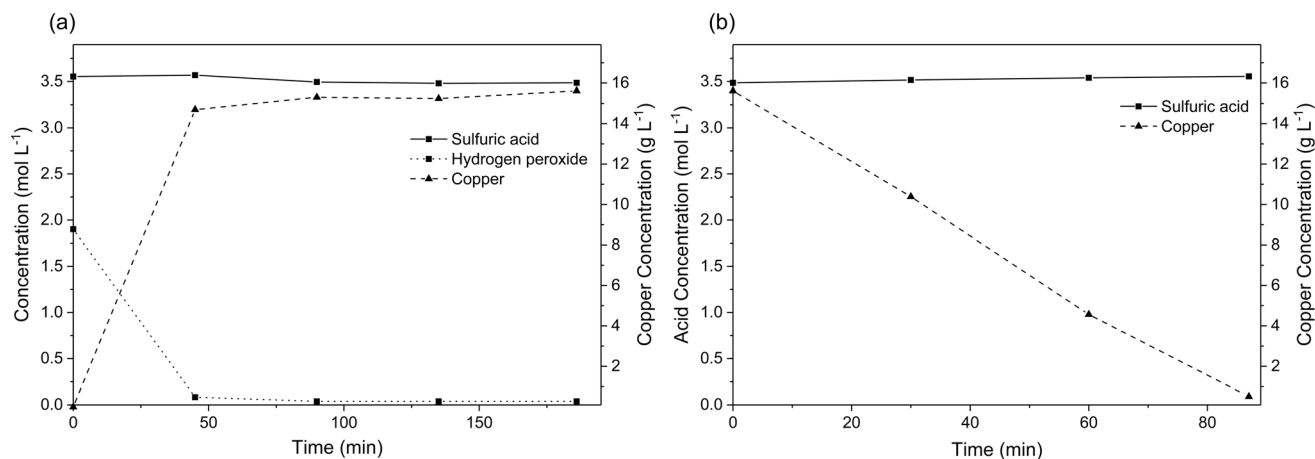 (a)
Concentration (mol L⁻¹)
3.5
3.0
2.5
2.0
1.5
1.0
0.5
0.0
Sulfuric acid
Hydrogen peroxide
Copper
16
14
12
10
8
6
4
2
Copper Concentration (g L⁻¹)
0 50 100 150
Time (min)
(b)
Acid Concentration (mol L⁻¹)
3.5
3.0
2.5
2.0
1.5
1.0
0.5
0.0
Sulfuric acid
Copper
16
14
12
10
8
6
4
2
Copper Concentration (g L⁻¹)
0 20 40 60 80
Time (min)